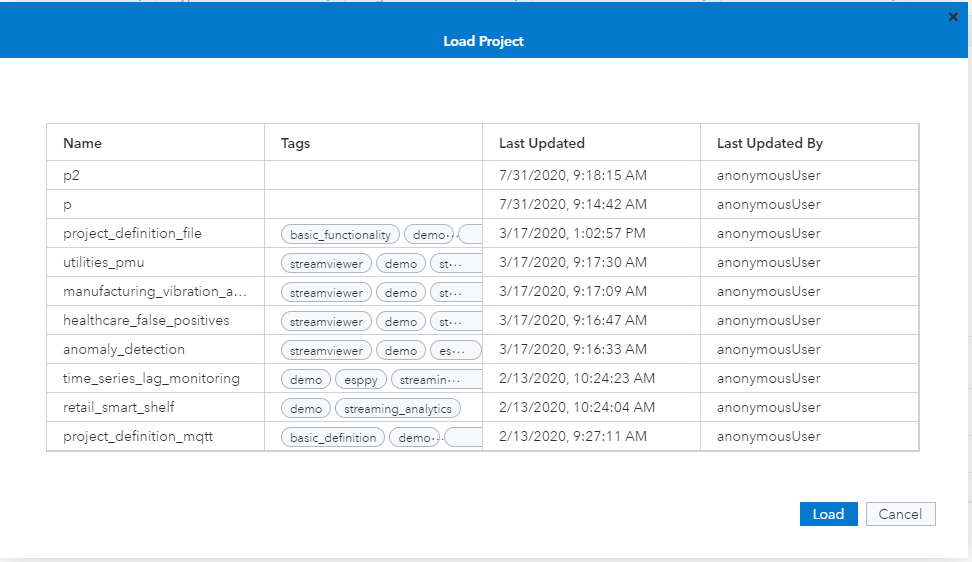 Load Project
Name Tags Last Updated Last Updated By
p2 7/31/2020, 9:18:15 AM anonymousUser
p 7/31/2020, 9:14:42 AM anonymousUser
project_definition_file basic_functionality demo... 3/17/2020, 1:02:57 PM anonymousUser
utilities_pmu streamviewer demo st... 3/17/2020, 9:17:30 AM anonymousUser
manufacturing_vibration_a... streamviewer demo st... 3/17/2020, 9:17:09 AM anonymousUser
healthcare_false_positives streamviewer demo st... 3/17/2020, 9:16:47 AM anonymousUser
anomaly_detection streamviewer demo es... 3/17/2020, 9:16:33 AM anonymousUser
time_series_lag_monitoring demo esppy streamin... 2/13/2020, 10:24:23 AM anonymousUser
retail_smart_shelf demo streaming_analytics 2/13/2020, 10:24:04 AM anonymousUser
project_definition_mqtt basic_definition demo... 2/13/2020, 9:27:11 AM anonymousUser
Load Cancel